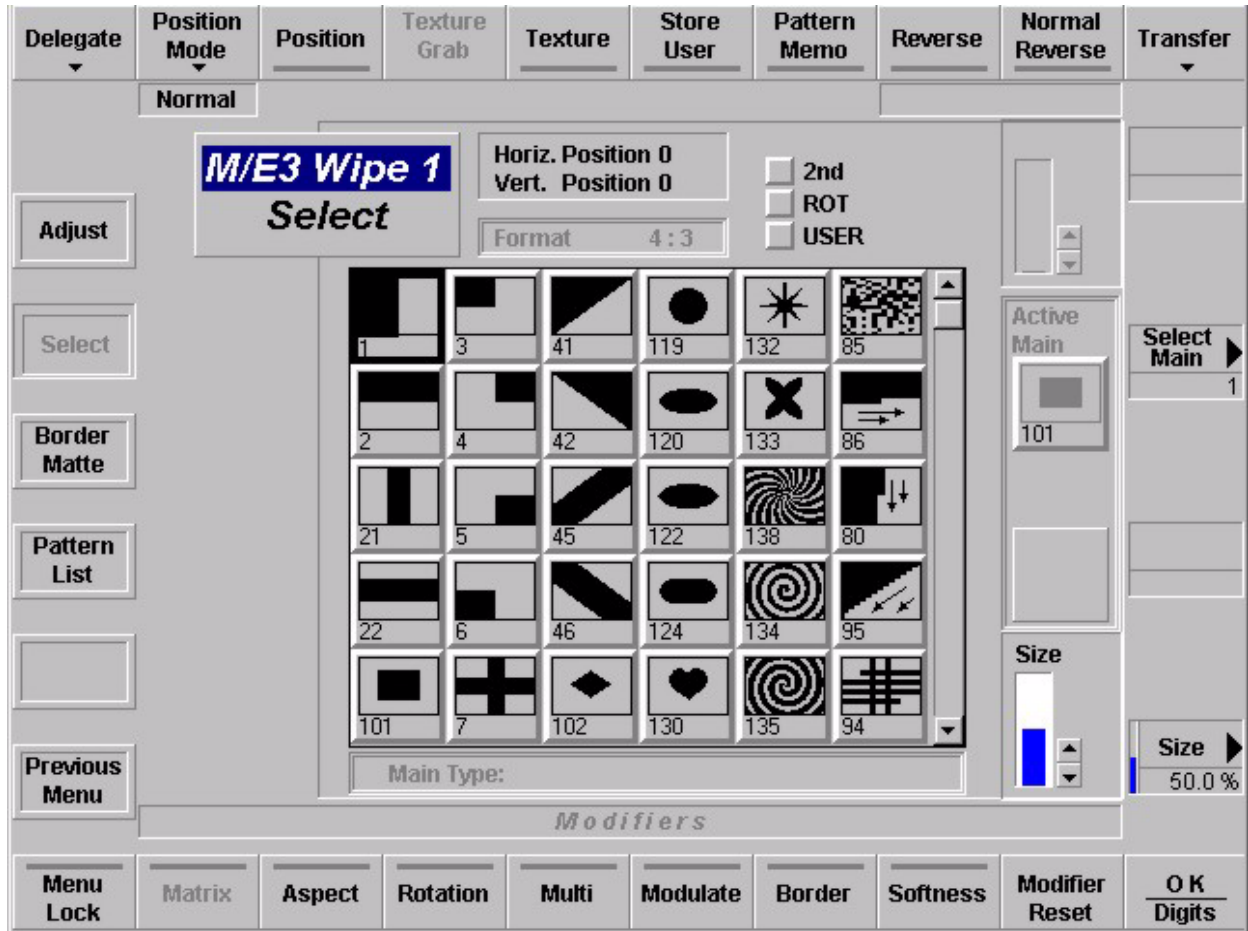 Delegate
Position
Mode
Position
Texture
Grab
Texture
Store
User
Pattern
Memo
Reverse
Normal
Reverse
Transfer
Normal
M/E3 Wipe 1
Select
Horiz. Position 0
Vert. Position 0
Format 4:3
2nd
ROT
USER
Adjust
Select
Border
Matte
Pattern
List
Previous
Menu
1 3 41 119 132 85
2 4 42 120 133 86
21 5 45 122 138 80
22 6 46 124 134 95
101 7 102 130 135 94
Main Type:
Active
Main
101
Size
Select
Main
1
Size
50.0 %
Modifiers
Menu
Lock
Matrix
Aspect
Rotation
Multi
Modulate
Border
Softness
Modifier
Reset
OK
Digits